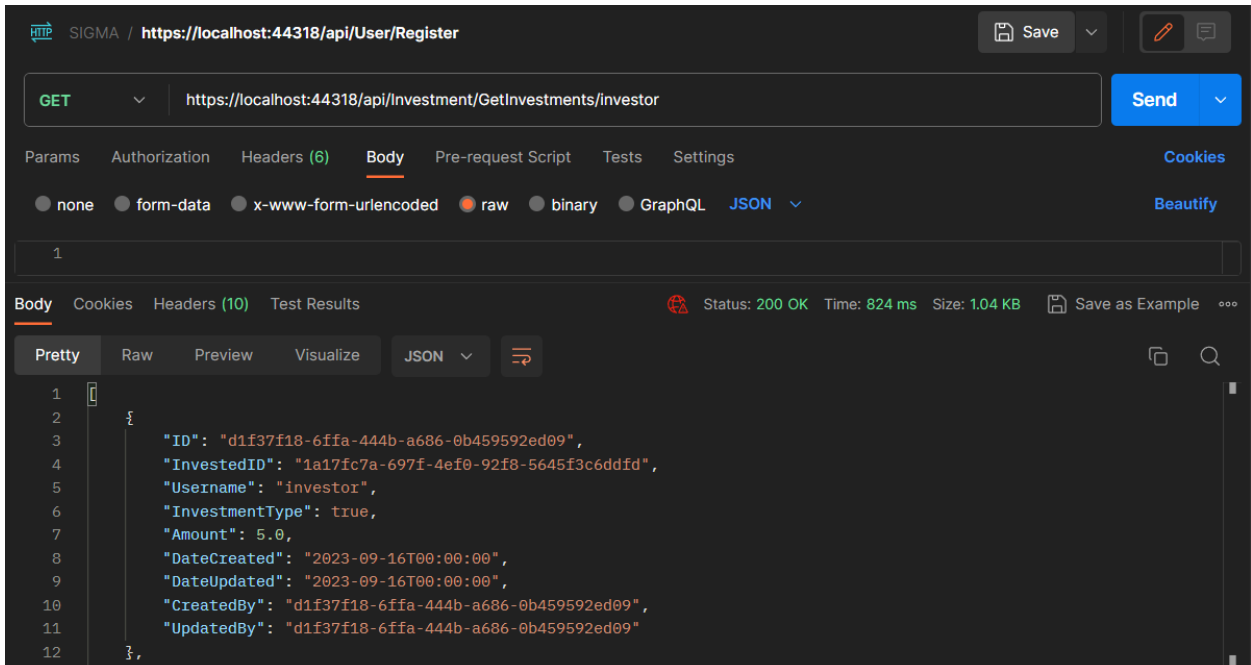 HTTP SIGMA / https://localhost:44318/api/User/Register Save
GET https://localhost:44318/api/Investment/GetInvestments/investor Send
Params Authorization Headers (6) Body Pre-request Script Tests Settings Cookies
none form-data x-www-form-urlencoded raw binary GraphQL JSON Beautify
1
Body Cookies Headers (10) Test Results Status: 200 OK Time: 824 ms Size: 1.04 KB Save as Example
Pretty Raw Preview Visualize JSON
1 [
2 {
3 "ID": "d1f37f18-6ffa-444b-a686-0b459592ed09",
4 "InvestedID": "1a17fc7a-697f-4ef0-92f8-5645f3c6ddfd",
5 "Username": "investor",
6 "InvestmentType": true,
7 "Amount": 5.0,
8 "DateCreated": "2023-09-16T00:00:00",
9 "DateUpdated": "2023-09-16T00:00:00",
10 "CreatedBy": "d1f37f18-6ffa-444b-a686-0b459592ed09",
11 "UpdatedBy": "d1f37f18-6ffa-444b-a686-0b459592ed09"
12 },